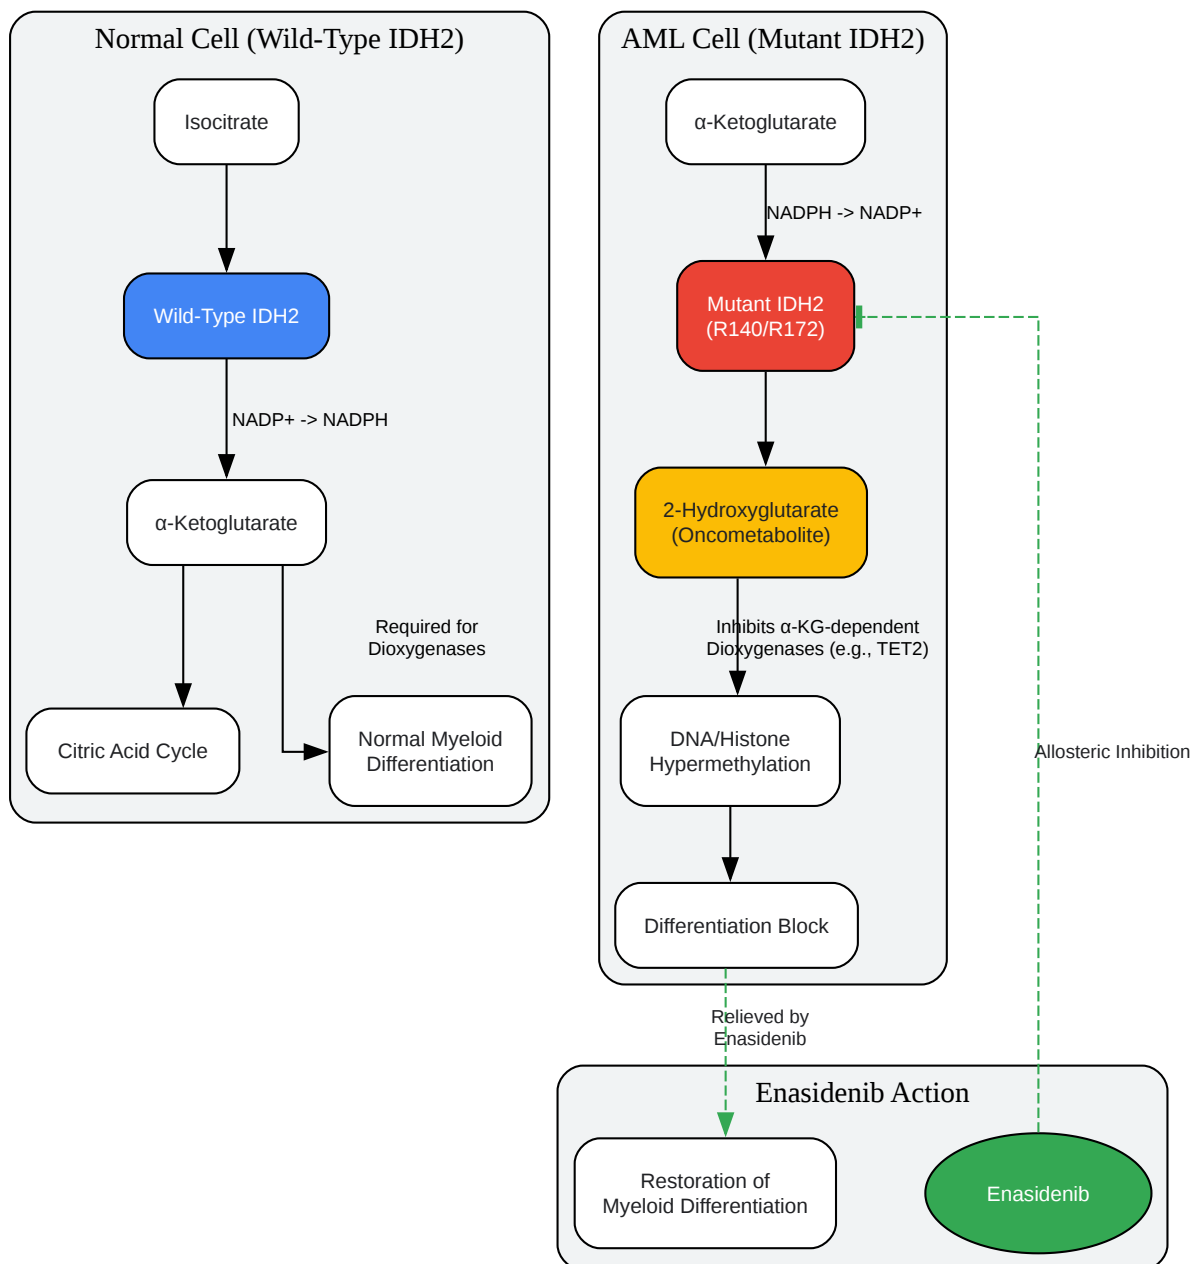 Normal Cell (Wild-Type IDH2)
Isocitrate
Wild-Type IDH2
NADP+ -> NADPH
α-Ketoglutarate
Required for
Dioxygenases
Citric Acid Cycle
Normal Myeloid
Differentiation
AML Cell (Mutant IDH2)
α-Ketoglutarate
NADPH -> NADP+
Mutant IDH2
(R140/R172)
2-Hydroxyglutarate
(Oncometabolite)
Inhibits α-KG-dependent
Dioxygenases (e.g., TET2)
DNA/Histone
Hypermethylation
Differentiation Block
Allosteric Inhibition
Relieved by
Enasidenib
Enasidenib Action
Restoration of
Myeloid Differentiation
Enasidenib